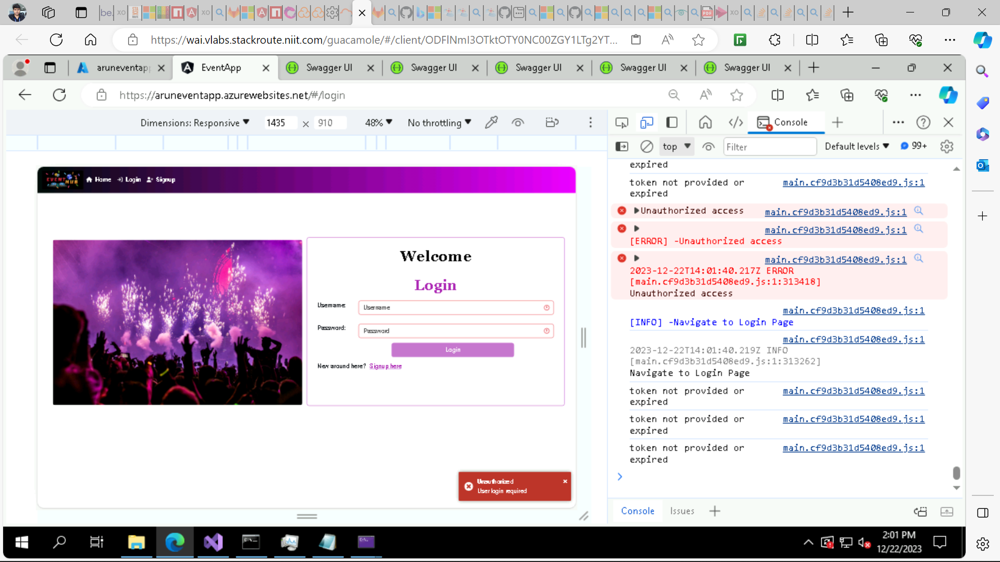 be.
https://wai.vlabs.stackroute.niit.com/guacamole/#/client/ODFlNmI3OTktOTY0NC00ZGY1LTg2YT...
aruneventapp
EventApp
Swagger UI
Swagger UI
Swagger UI
Swagger UI
Swagger UI
https://aruneventapp.azurewebsites.net/#/login
Dimensions: Responsive
1435
×
910
48%
No throttling
Console
top
Filter
Default levels
99+
EVENT HUB
Home
Login
Signup
Welcome
Login
Username:
Username
Password:
Password
Login
New around here? Signup here
Unauthorized
User login required
expired
token not provided or main.cf9d3b31d5408ed9.js:1
expired
Unauthorized access main.cf9d3b31d5408ed9.js:1
main.cf9d3b31d5408ed9.js:1
[ERROR] -Unauthorized access
main.cf9d3b31d5408ed9.js:1
2023-12-22T14:01:40.217Z ERROR
[main.cf9d3b31d5408ed9.js:1:313418]
Unauthorized access
main.cf9d3b31d5408ed9.js:1
[INFO] -Navigate to Login Page
main.cf9d3b31d5408ed9.js:1
2023-12-22T14:01:40.219Z INFO
[main.cf9d3b31d5408ed9.js:1:313262]
Navigate to Login Page
token not provided or main.cf9d3b31d5408ed9.js:1
expired
token not provided or main.cf9d3b31d5408ed9.js:1
expired
token not provided or main.cf9d3b31d5408ed9.js:1
expired
Console
Issues
2:01 PM
12/22/2023